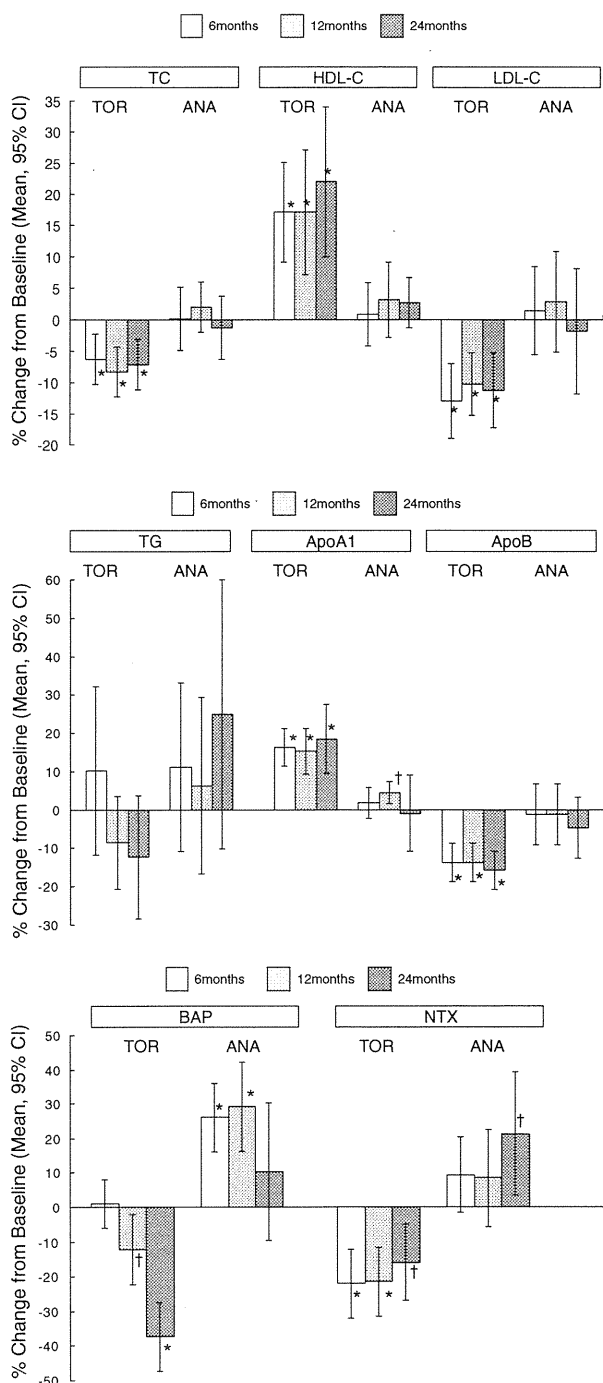 6months 12months 24months
TC HDL-C LDL-C
TOR ANA TOR ANA TOR ANA
% Change from Baseline (Mean, 95% CI)
35
30
25
20
15
10
5
0
-5
-10
-15
-20
* * * * * * * * *
6months 12months 24months
TG ApoA1 ApoB
TOR ANA TOR ANA TOR ANA
% Change from Baseline (Mean, 95% CI)
60
50
40
30
20
10
0
-10
-20
-30
* * * † * * *
6months 12months 24months
BAP NTX
TOR ANA TOR ANA
% Change from Baseline (Mean, 95% CI)
50
40
30
20
10
0
-10
-20
-30
-40
-50
† * * * * * † †